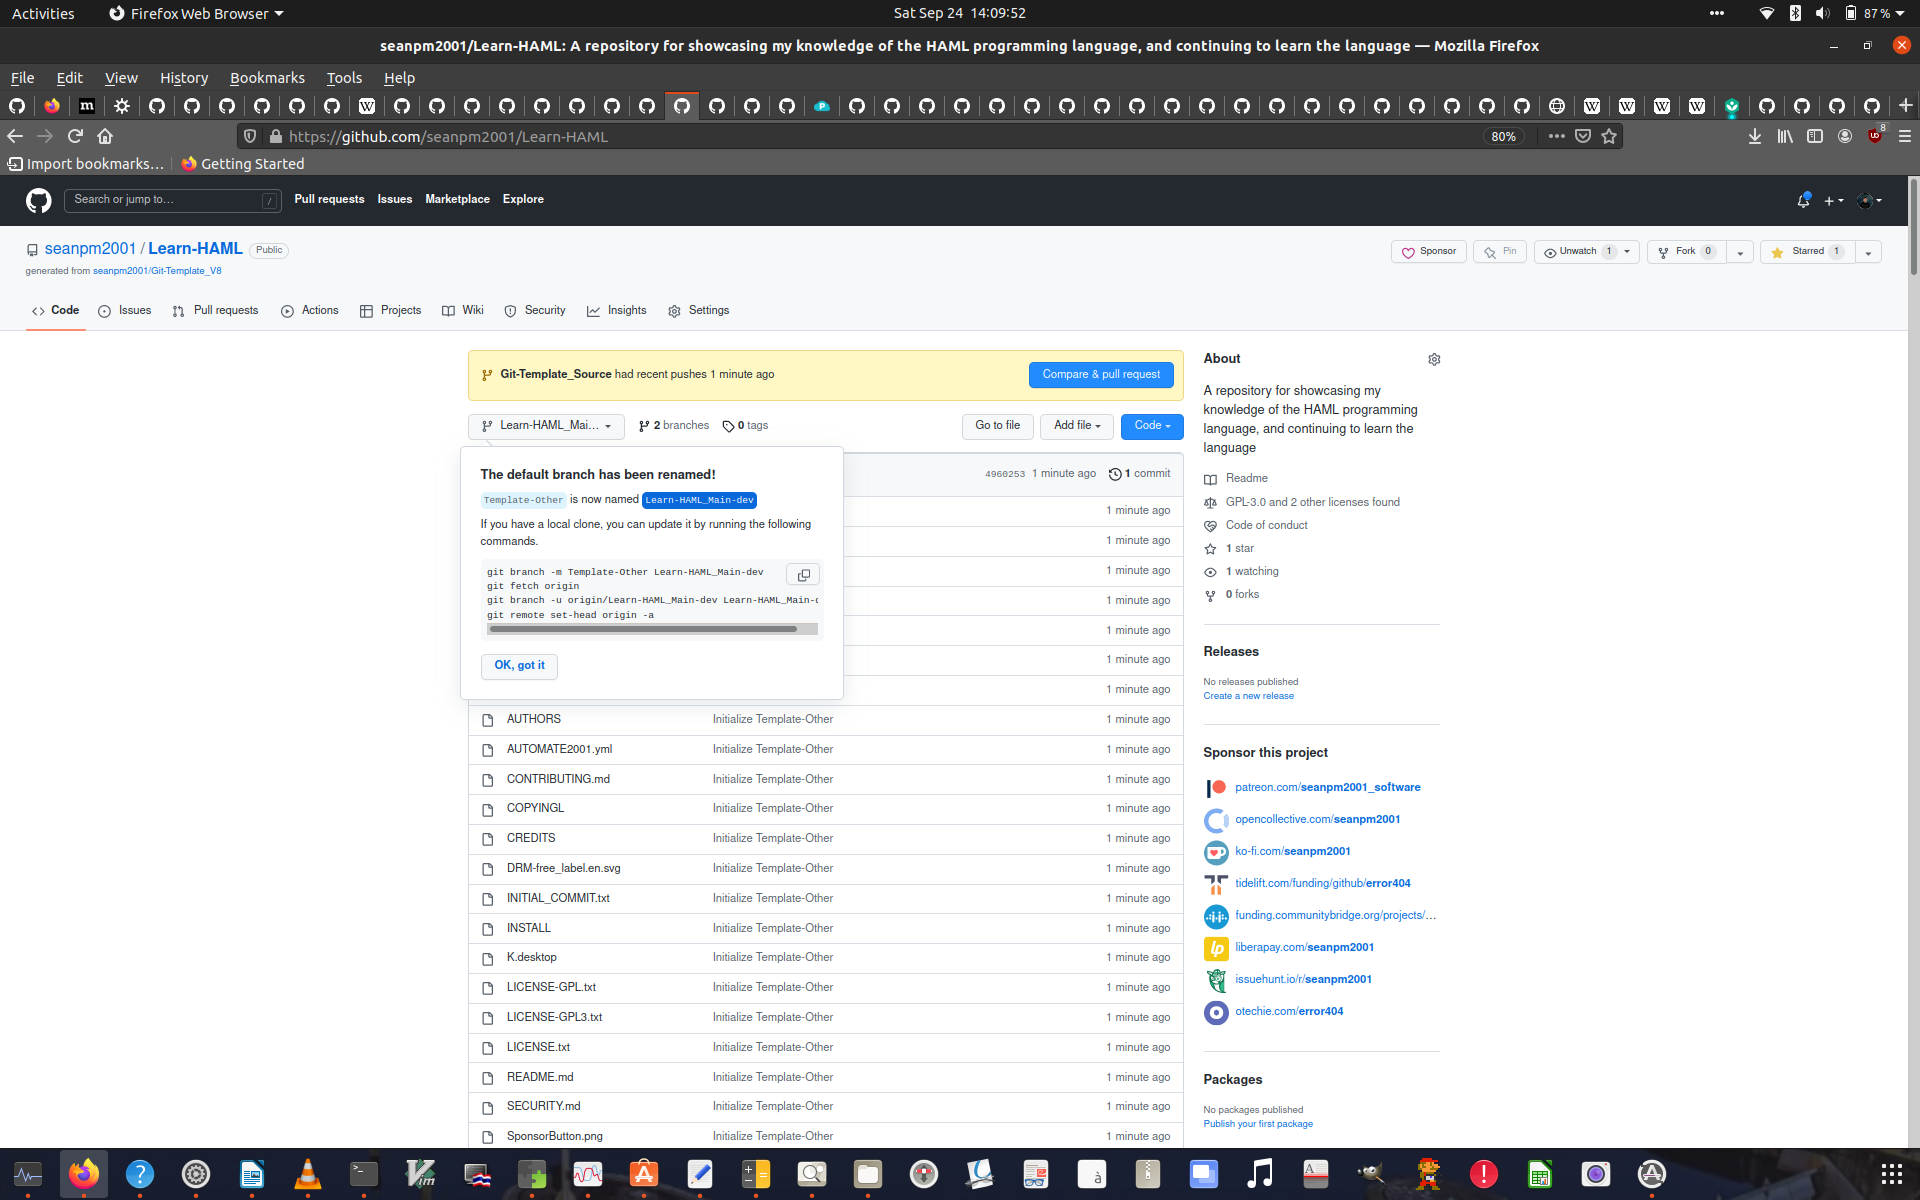 Activities
Firefox Web Browser
Sat Sep 24 14:09:52
87 %
seanpm2001/Learn-HAML: A repository for showcasing my knowledge of the HAML programming language, and continuing to learn the language — Mozilla Firefox
File Edit View History Bookmarks Tools Help
https://github.com/seanpm2001/Learn-HAML
80%
8
Import bookmarks…
Getting Started
Search or jump to…
/
Pull requests Issues Marketplace Explore
seanpm2001 / Learn-HAML Public
generated from seanpm2001/Git-Template_V8
Sponsor
Pin
Unwatch 1
Fork 0
Starred 1
Code
Issues
Pull requests
Actions
Projects
Wiki
Security
Insights
Settings
Git-Template_Source had recent pushes 1 minute ago
Compare & pull request
Learn-HAML_Mai…
2 branches
0 tags
Go to file
Add file
Code
4960253 1 minute ago
1 commit
The default branch has been renamed!
Template-Other is now named Learn-HAML_Main-dev
If you have a local clone, you can update it by running the following
commands.
git branch -m Template-Other Learn-HAML_Main-dev
git fetch origin
git branch -u origin/Learn-HAML_Main-dev Learn-HAML_Main-
git remote set-head origin -a
OK, got it
1 minute ago
1 minute ago
1 minute ago
1 minute ago
1 minute ago
1 minute ago
1 minute ago
AUTHORS Initialize Template-Other 1 minute ago
AUTOMATE2001.yml Initialize Template-Other 1 minute ago
CONTRIBUTING.md Initialize Template-Other 1 minute ago
COPYINGL Initialize Template-Other 1 minute ago
CREDITS Initialize Template-Other 1 minute ago
DRM-free_label.en.svg Initialize Template-Other 1 minute ago
INITIAL_COMMIT.txt Initialize Template-Other 1 minute ago
INSTALL Initialize Template-Other 1 minute ago
K.desktop Initialize Template-Other 1 minute ago
LICENSE-GPL.txt Initialize Template-Other 1 minute ago
LICENSE-GPL3.txt Initialize Template-Other 1 minute ago
LICENSE.txt Initialize Template-Other 1 minute ago
README.md Initialize Template-Other 1 minute ago
SECURITY.md Initialize Template-Other 1 minute ago
SponsorButton.png Initialize Template-Other 1 minute ago
About
A repository for showcasing my
knowledge of the HAML programming
language, and continuing to learn the
language
Readme
GPL-3.0 and 2 other licenses found
Code of conduct
1 star
1 watching
0 forks
Releases
No releases published
Create a new release
Sponsor this project
patreon.com/seanpm2001_software
opencollective.com/seanpm2001
ko-fi.com/seanpm2001
tidelift.com/funding/github/error404
funding.communitybridge.org/projects/…
liberapay.com/seanpm2001
issuehunt.io/r/seanpm2001
otechie.com/error404
Packages
No packages published
Publish your first package